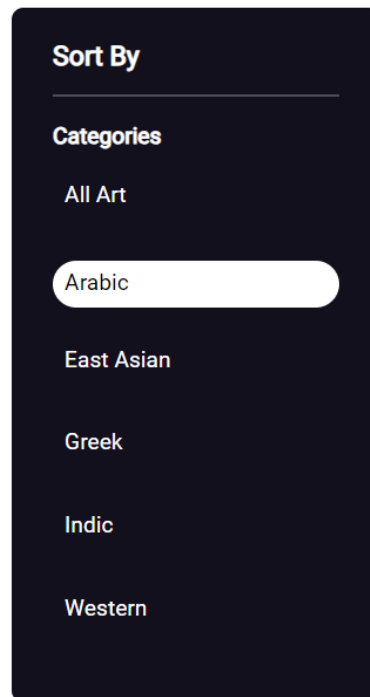 Sort By
Categories
All Art
Arabic
East Asian
Greek
Indic
Western